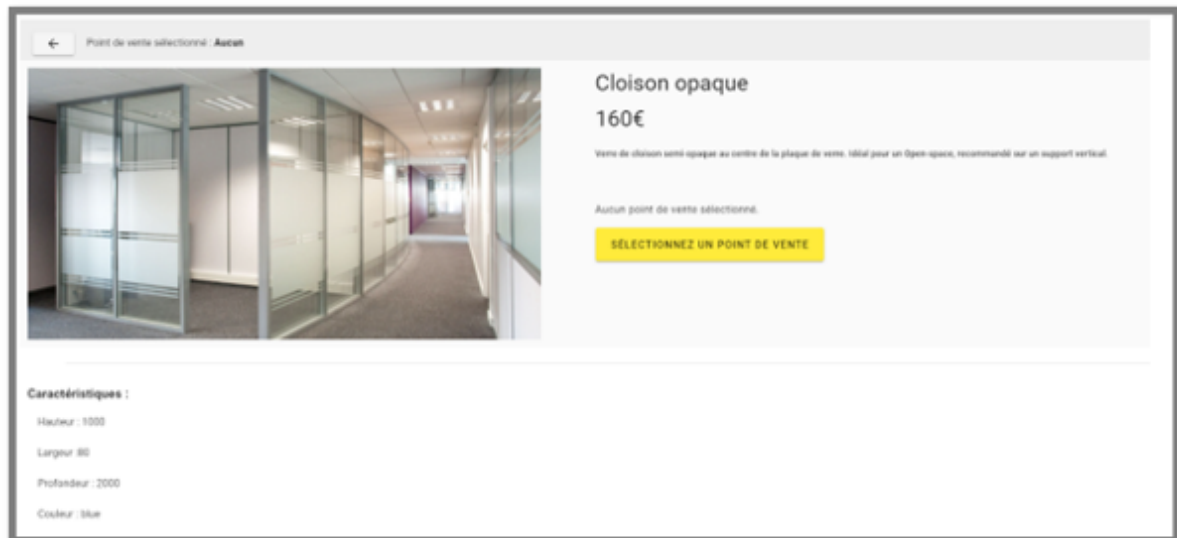 Point de vente sélectionné : Aucun
Cloison opaque
160€
Verre de cloison semi-opaque au centre de la plaque de verre. Idéal pour un Open-space, recommandé sur un support vertical.
Aucun point de vente sélectionné.
SÉLECTIONNEZ UN POINT DE VENTE
Caractéristiques :
Hauteur : 1000
Largeur :80
Profondeur : 2000
Couleur : blue